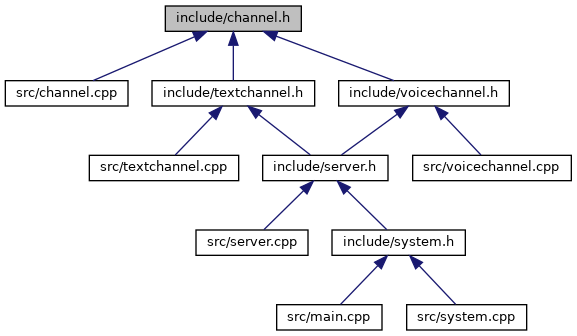 include/channel.h
src/channel.cpp
include/textchannel.h
include/voicechannel.h
src/textchannel.cpp
include/server.h
src/voicechannel.cpp
src/server.cpp
include/system.h
src/main.cpp
src/system.cpp